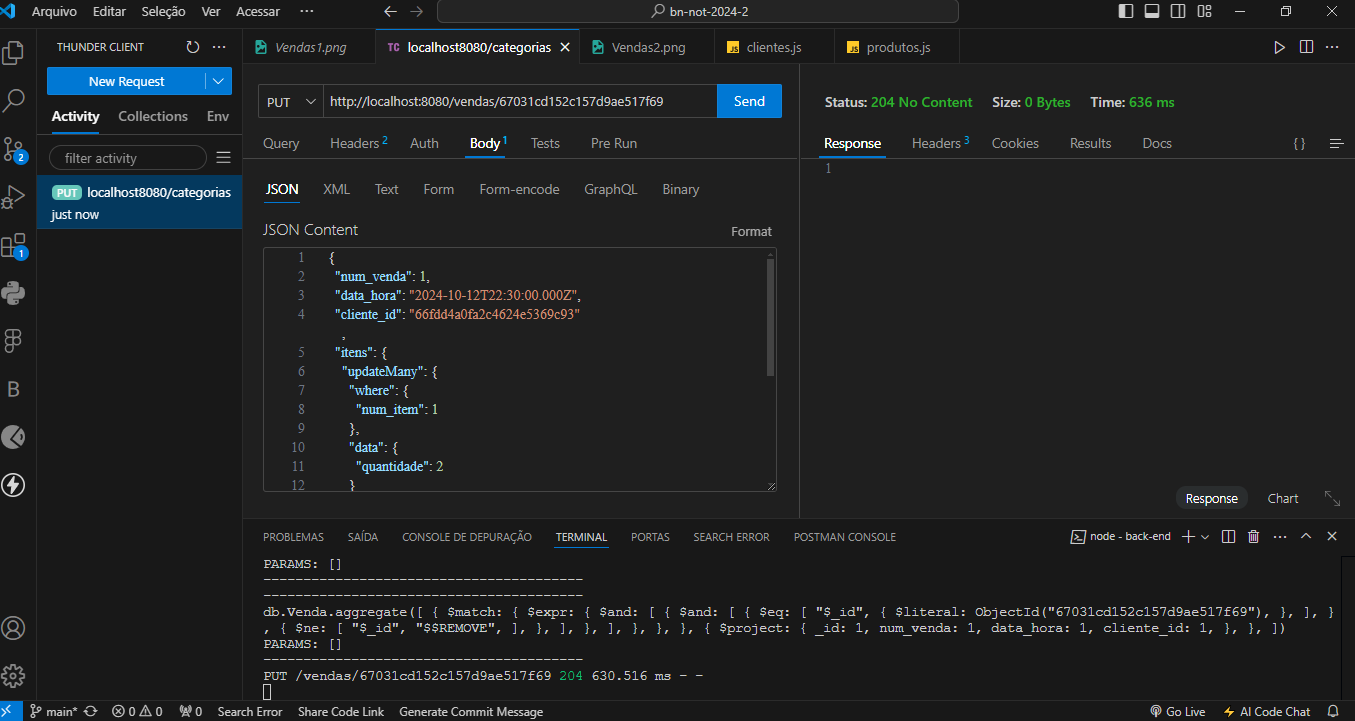 Arquivo Editar Seleção Ver Acessar ··· bn-not-2024-2
THUNDER CLIENT ···
New Request
Activity Collections Env
filter activity
PUT localhost8080/categorias
just now
2
1
B
Vendas1.png TC localhost8080/categorias Vendas2.png JS clientes.js JS produtos.js ···
PUT http://localhost:8080/vendas/67031cd152c157d9ae517f69 Send
Query Headers 2 Auth Body 1 Tests Pre Run
JSON XML Text Form Form-encode GraphQL Binary
JSON Content Format
1 {
2 "num_venda": 1,
3 "data_hora": "2024-10-12T22:30:00.000Z",
4 "cliente_id": "66fdd4a0fa2c4624e5369c93"
,
5 "itens": {
6 "updateMany": {
7 "where": {
8 "num_item": 1
9 },
10 "data": {
11 "quantidade": 2
12 }
Status: 204 No Content Size: 0 Bytes Time: 636 ms
Response Headers 3 Cookies Results Docs { }
1
Response Chart
PROBLEMAS SAÍDA CONSOLE DE DEPURAÇÃO TERMINAL PORTAS SEARCH ERROR POSTMAN CONSOLE node - back-end ···
PARAMS: []
----------------------------------------
----------------------------------------
db.Venda.aggregate([ { $match: { $expr: { $and: [ { $and: [ { $eq: [ "$_id", { $literal: ObjectId("67031cd152c157d9ae517f69"), }, ], }
, { $ne: [ "$_id", "$$REMOVE", ], }, ], }, ], }, }, }, { $project: { _id: 1, num_venda: 1, data_hora: 1, cliente_id: 1, }, }, ])
PARAMS: []
----------------------------------------
PUT /vendas/67031cd152c157d9ae517f69 204 630.516 ms - -
main* 0 0 0 Search Error Share Code Link Generate Commit Message Go Live AI Code Chat